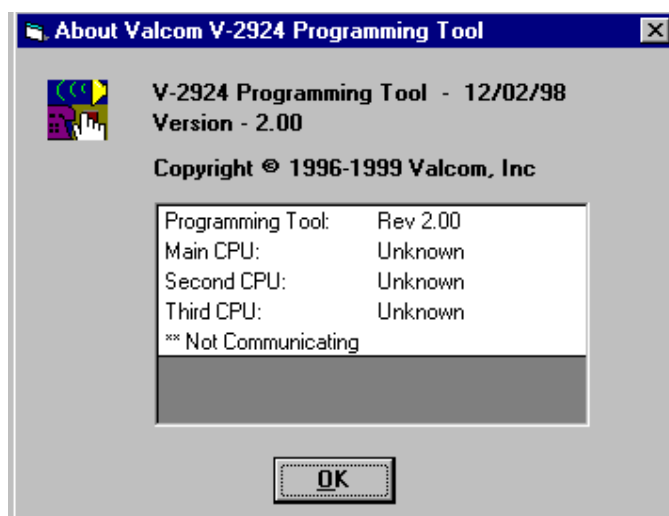 About Valcom V-2924 Programming Tool
V-2924 Programming Tool - 12/02/98
Version - 2.00
Copyright © 1996-1999 Valcom, Inc
Programming Tool: Rev 2.00
Main CPU: Unknown
Second CPU: Unknown
Third CPU: Unknown
** Not Communicating
OK